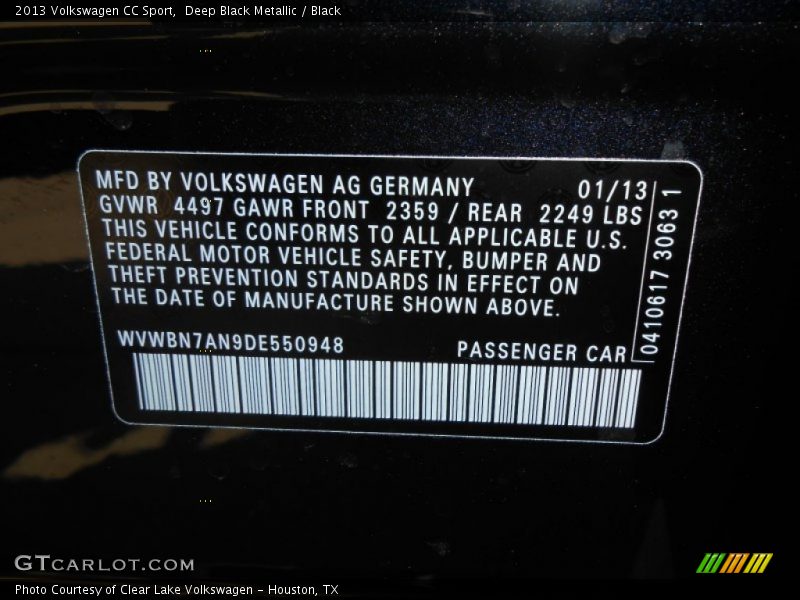 2013 Volkswagen CC Sport,  Deep Black Metallic / Black
MFD BY VOLKSWAGEN AG GERMANY 01/13
GVWR 4497 GAWR FRONT 2359 / REAR 2249 LBS
THIS VEHICLE CONFORMS TO ALL APPLICABLE U.S.
FEDERAL MOTOR VEHICLE SAFETY, BUMPER AND
THEFT PREVENTION STANDARDS IN EFFECT ON
THE DATE OF MANUFACTURE SHOWN ABOVE.
WVWBN7AN9DE550948 PASSENGER CAR
0410617 3063 1
GTCARLOT.COM
Photo Courtesy of Clear Lake Volkswagen - Houston, TX